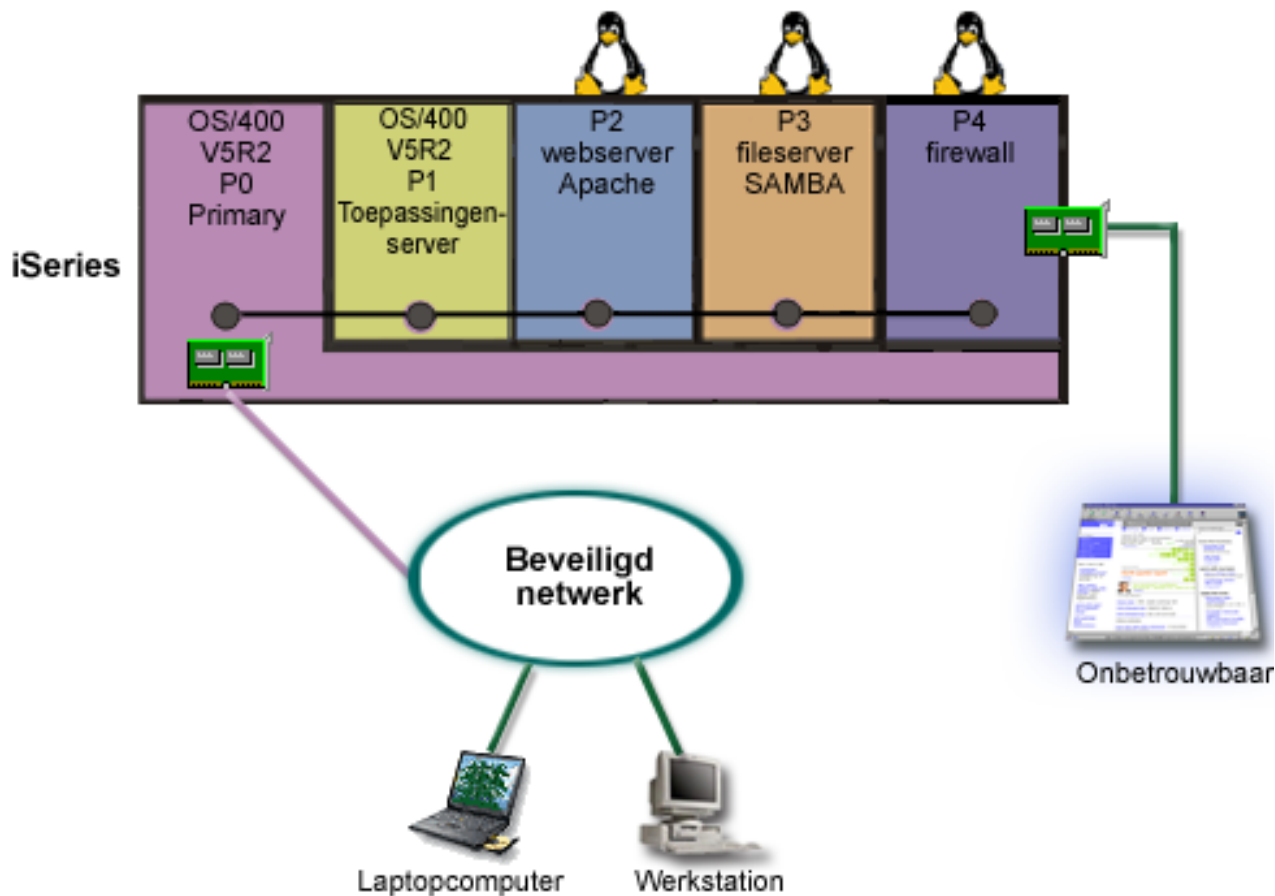 OS/400
V5R2
P0
Primary
OS/400
V5R2
P1
Toepassingen-
server
P2
webserver
Apache
P3
fileserver
SAMBA
P4
firewall
iSeries
Beveiligd
netwerk
Onbetrouwbaar
Laptopcomputer
Werkstation